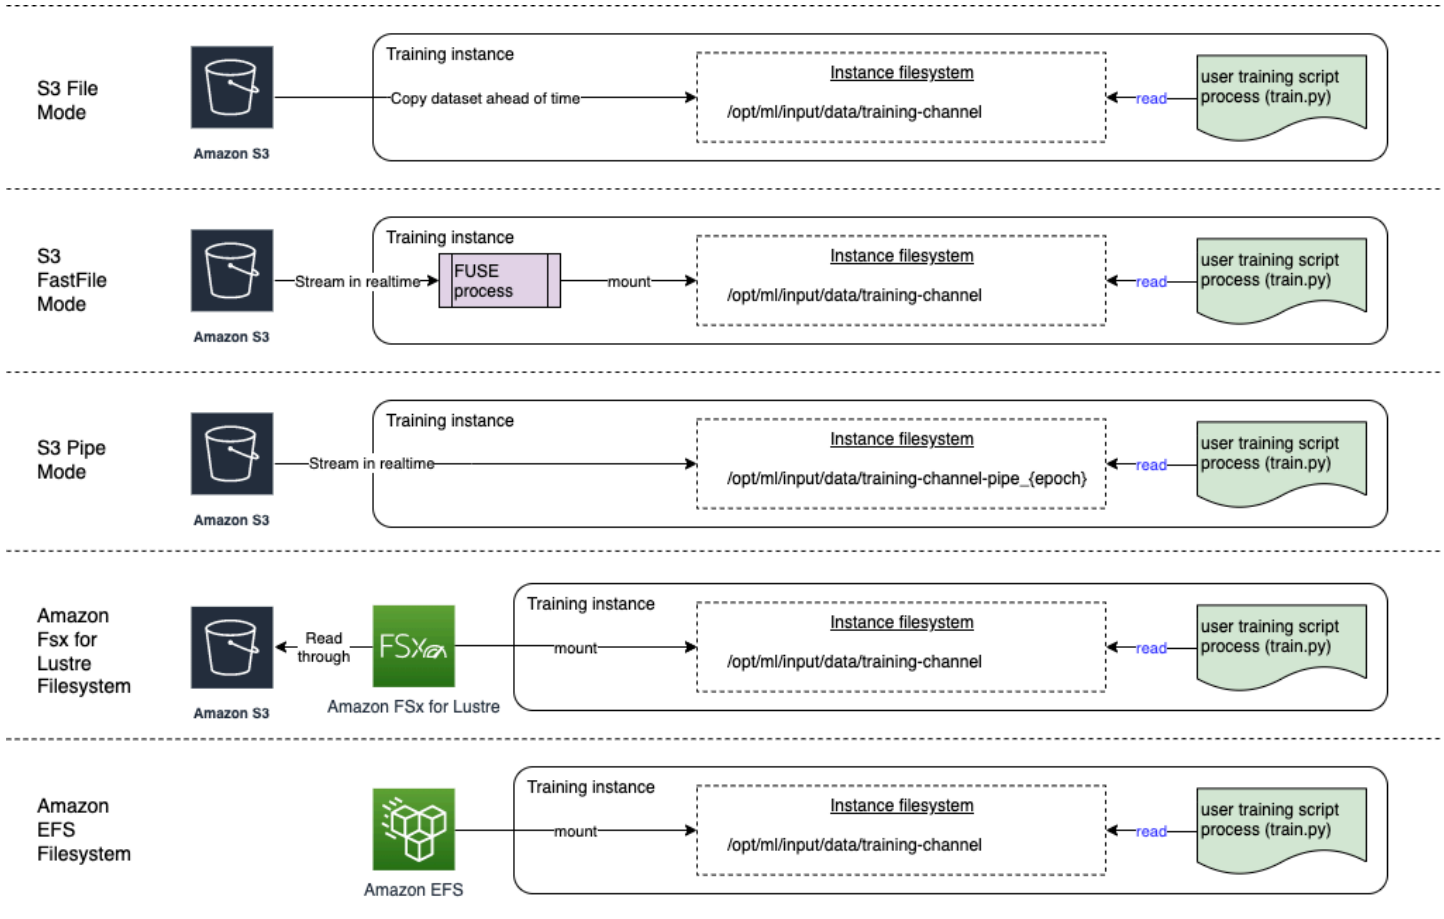 S3 File
Mode
Amazon S3
Training instance
Copy dataset ahead of time
Instance filesystem
/opt/ml/input/data/training-channel
read
user training script
process (train.py)
S3
FastFile
Mode
Amazon S3
Stream in realtime
Training instance
FUSE
process
mount
Instance filesystem
/opt/ml/input/data/training-channel
read
user training script
process (train.py)
S3 Pipe
Mode
Amazon S3
Training instance
Stream in realtime
Instance filesystem
/opt/ml/input/data/training-channel-pipe_{epoch}
read
user training script
process (train.py)
Amazon
Fsx for
Lustre
Filesystem
Amazon S3
Read
through
FSx
Amazon FSx for Lustre
Training instance
mount
Instance filesystem
/opt/ml/input/data/training-channel
read
user training script
process (train.py)
Amazon
EFS
Filesystem
Amazon EFS
Training instance
mount
Instance filesystem
/opt/ml/input/data/training-channel
read
user training script
process (train.py)